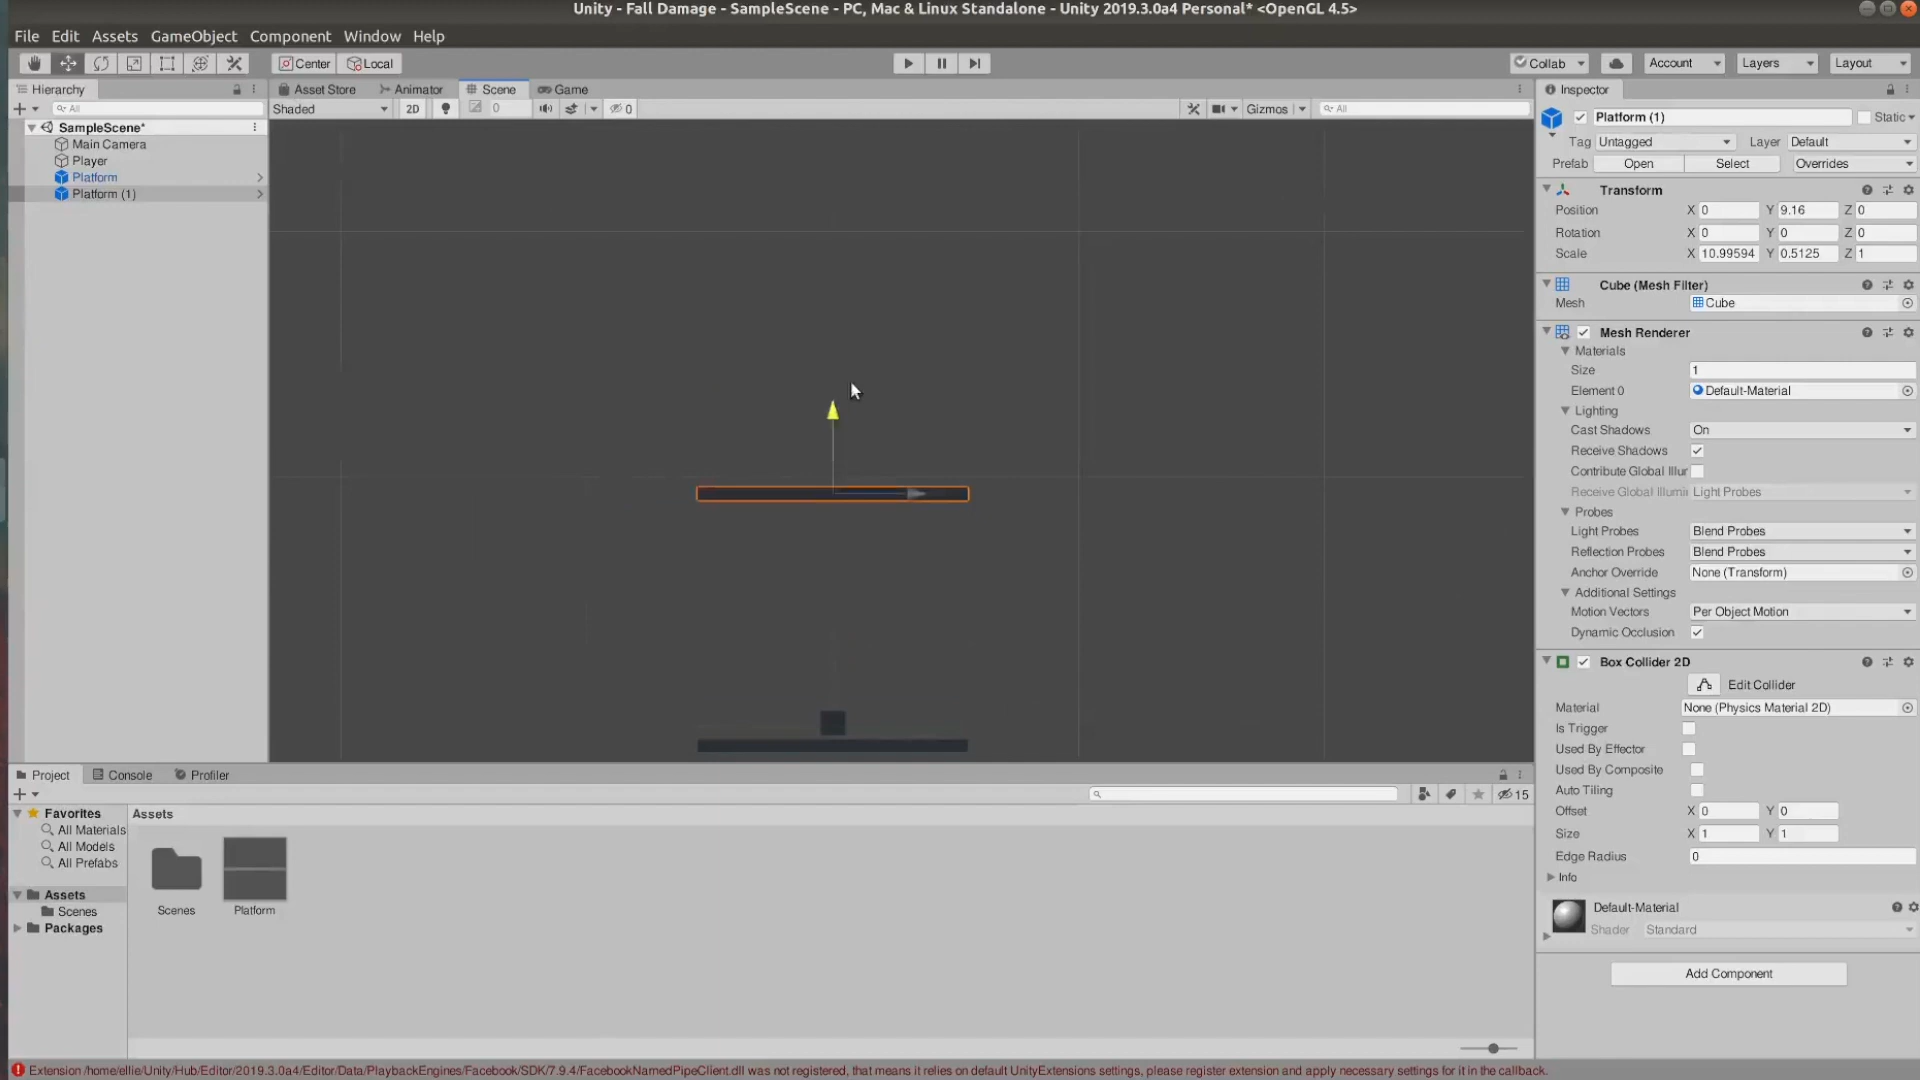 Unity - Fall Damage - SampleScene - PC, Mac & Linux Standalone - Unity 2019.3.0a4 Personal* <OpenGL 4.5>
File Edit Assets GameObject Component Window Help
Center Local
Collab Account Layers Layout
Hierarchy
Asset Store Animator Scene Game
Inspector
All
Shaded 2D 0 0 Gizmos All
SampleScene*
Main Camera
Player
Platform
Platform (1)
Platform (1) Static
Tag Untagged Layer Default
Prefab Open Select Overrides
Transform
Position X 0 Y 9.16 Z 0
Rotation X 0 Y 0 Z 0
Scale X 10.99594 Y 0.5125 Z 1
Cube (Mesh Filter)
Mesh Cube
Mesh Renderer
Materials
Size 1
Element 0 Default-Material
Lighting
Cast Shadows On
Receive Shadows
Contribute Global Illur
Receive Global Illumin Light Probes
Probes
Light Probes Blend Probes
Reflection Probes Blend Probes
Anchor Override None (Transform)
Additional Settings
Motion Vectors Per Object Motion
Dynamic Occlusion
Box Collider 2D
Edit Collider
Material None (Physics Material 2D)
Is Trigger
Used By Effector
Used By Composite
Auto Tiling
Offset X 0 Y 0
Size X 1 Y 1
Edge Radius 0
Info
Default-Material
Shader Standard
Add Component
Project Console Profiler
15
Favorites
All Materials
All Models
All Prefabs
Assets
Scenes
Packages
Assets
Scenes
Platform
Extension /home/ellie/Unity/Hub/Editor/2019.3.0a4/Editor/Data/PlaybackEngines/Facebook/SDK/7.9.4/FacebookNamedPipeClient.dll was not registered, that means it relies on default UnityExtensions settings, please register extension and apply necessary settings for it in the callback.